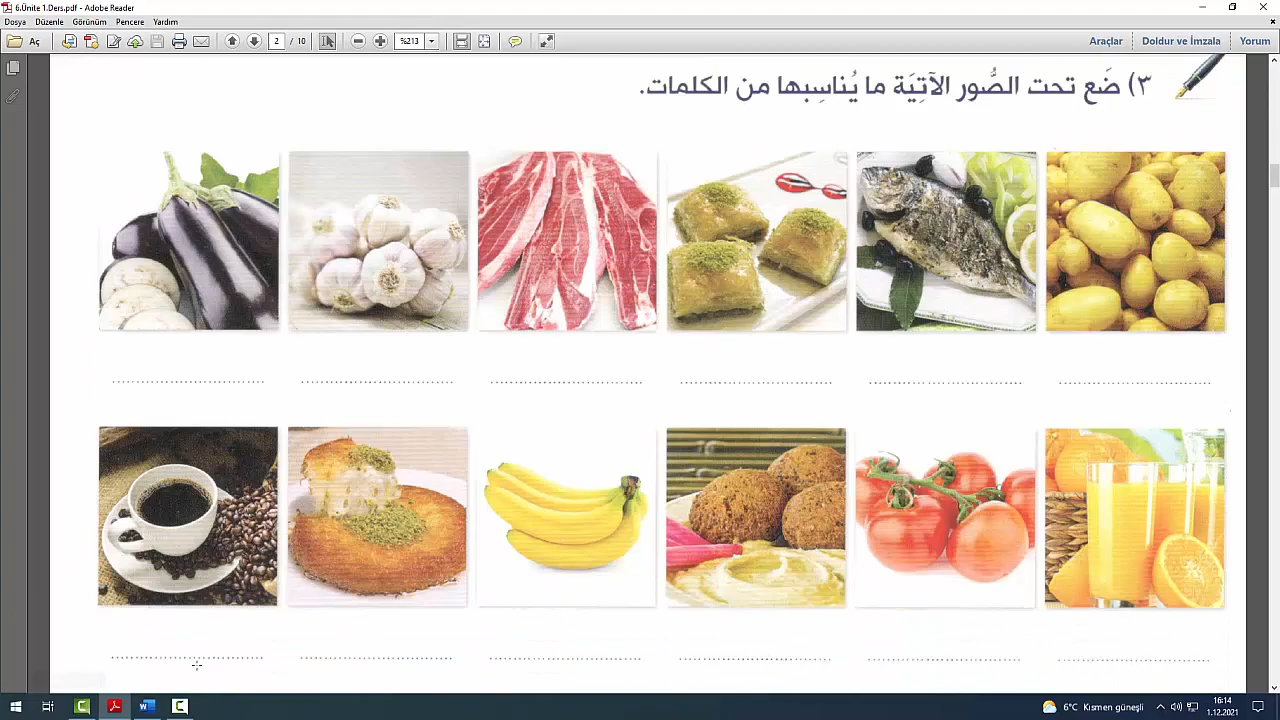 6.Ünite 1.Ders.pdf - Adobe Reader
Dosya Düzenle Görünüm Pencere Yardım
Aç 2 / 10 %213 Araçlar Doldur ve İmzala Yorum
٣) ضَع تحت الصُّور الآتِيَة ما يُناسِبها من الكلمات.
6°C Kısmen güneşli 16:14
1.12.2021